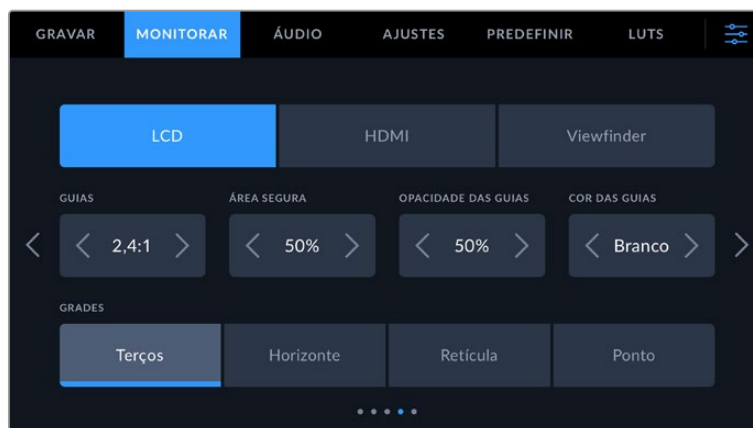 GRAVAR MONITORAR ÁUDIO AJUSTES PREDEFINIR LUTS
LCD HDMI Viewfinder
GUIAS ÁREA SEGURA OPACIDADE DAS GUIAS COR DAS GUIAS
2,4:1 50% 50% Branco
GRADES
Terços Horizonte Retícula Ponto